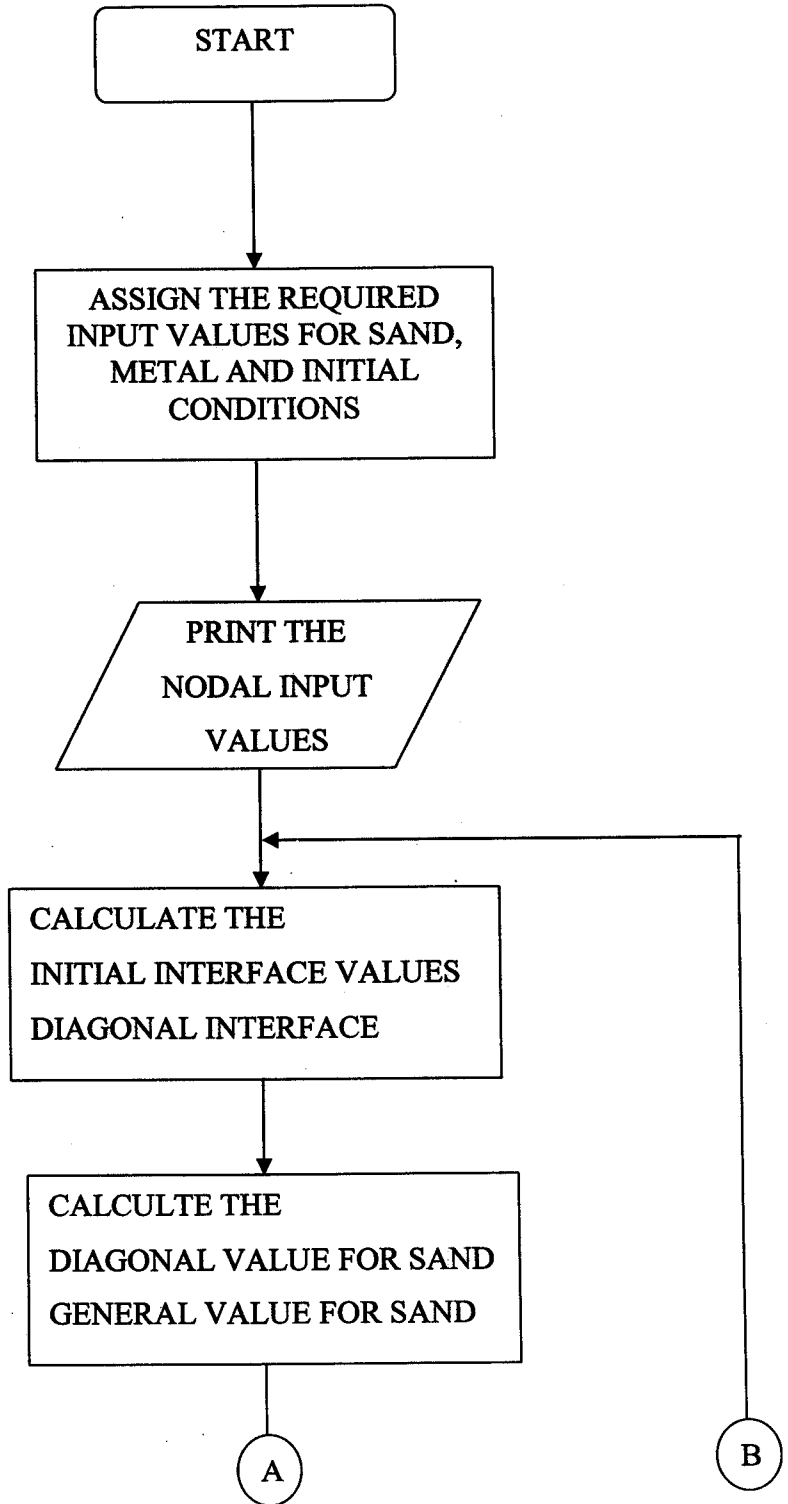 START
ASSIGN THE REQUIRED
INPUT VALUES FOR SAND,
METAL AND INITIAL
CONDITIONS
PRINT THE
NODAL INPUT
VALUES
CALCULATE THE
INITIAL INTERFACE VALUES
DIAGONAL INTERFACE
CALCULTE THE
DIAGONAL VALUE FOR SAND
GENERAL VALUE FOR SAND
A
B